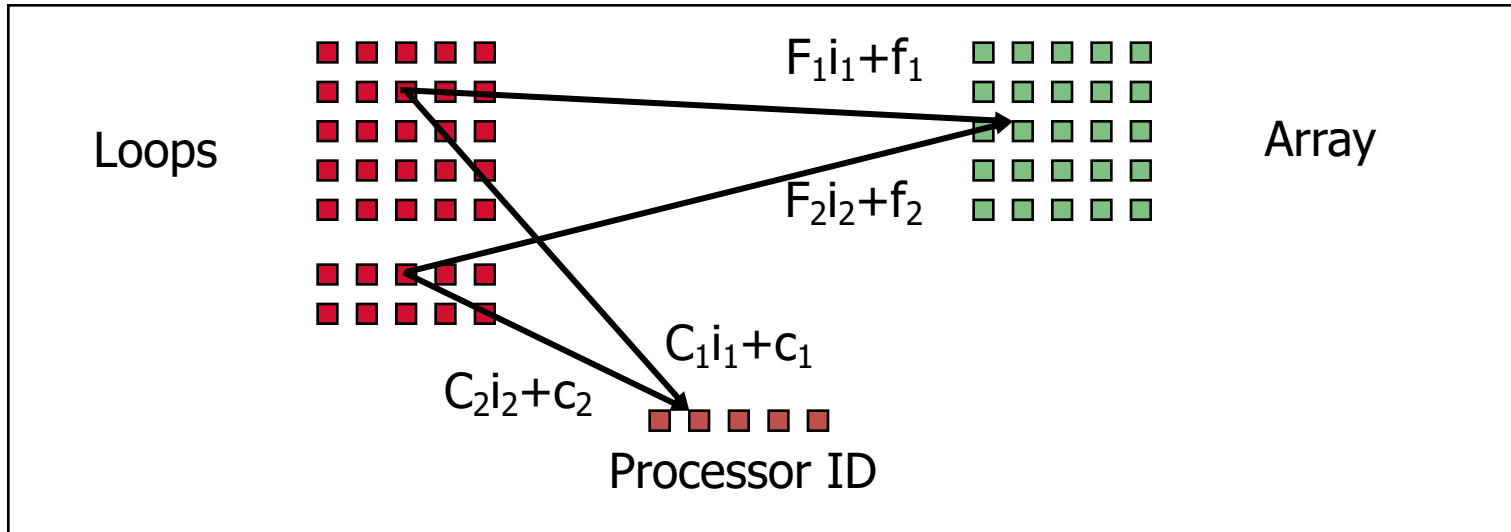 F₁i₁+f₁
Loops
Array
F₂i₂+f₂
C₁i₁+c₁
C₂i₂+c₂
Processor ID